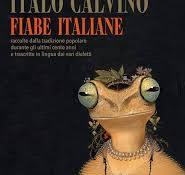 ITALO CALVINO
FIABE ITALIANE
raccolte dalla tradizione popolare
durante gli ultimi cento anni
e trascritte in lingua dai vari dialetti